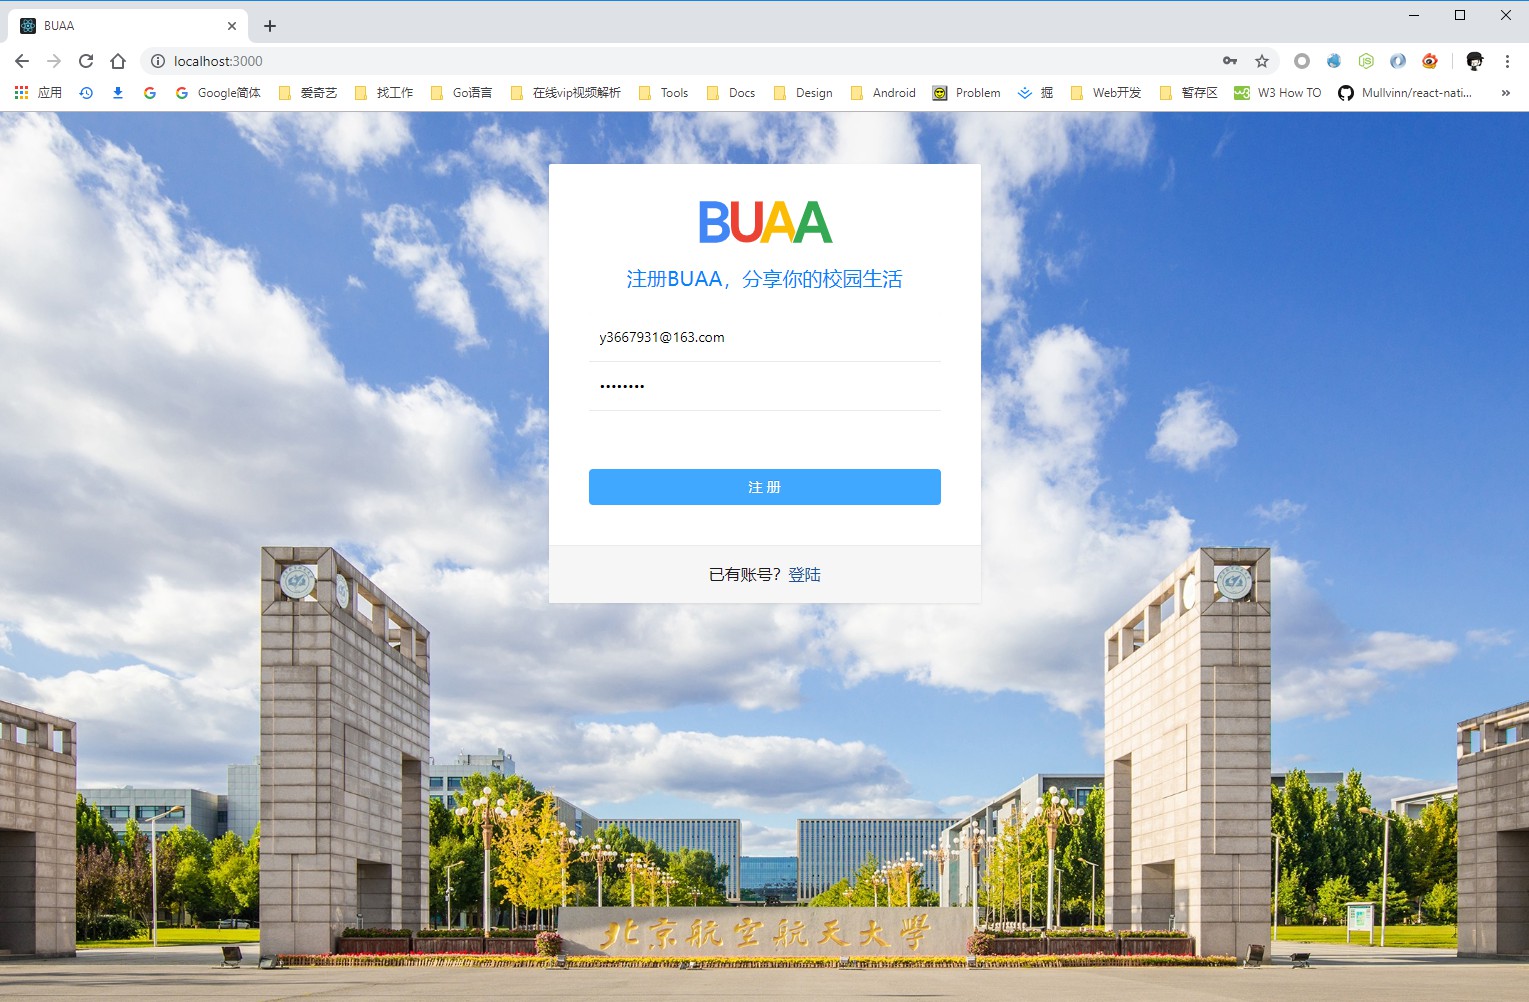 BUAA
localhost:3000
应用
Google简体
爱奇艺
找工作
Go语言
在线vip视频解析
Tools
Docs
Design
Android
Problem
掘
Web开发
暂存区
W3 How TO
Mullvinn/react-nati...
»
BUAA
注册BUAA，分享你的校园生活
y3667931@163.com
••••••••
注 册
已有账号？登陆
北京航空航天大學